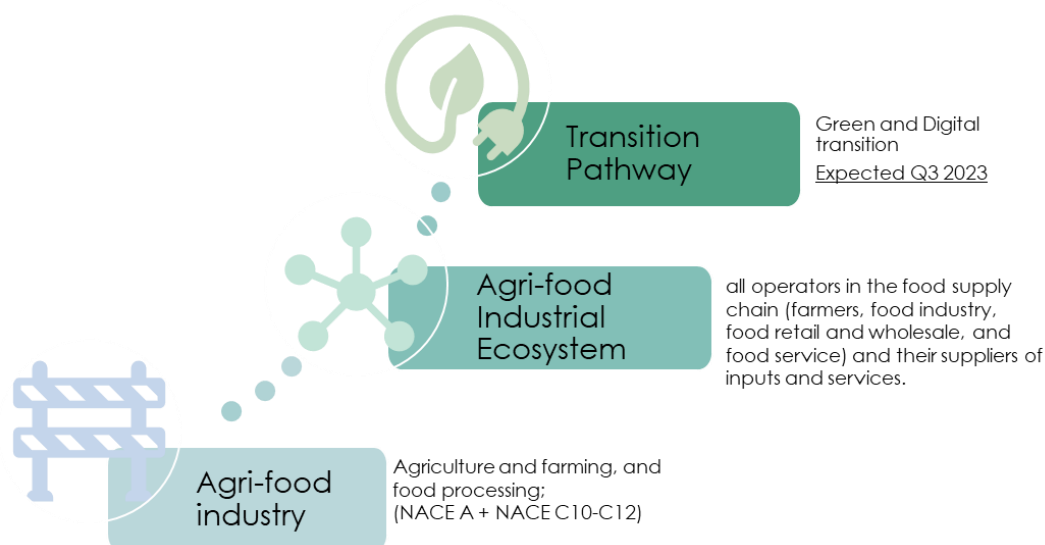 Transition
Pathway
Green and Digital
transition
Expected Q3 2023
Agri-food
Industrial
Ecosystem
all operators in the food supply
chain (farmers, food industry,
food retail and wholesale, and
food service) and their suppliers of
inputs and services.
Agri-food
industry
Agriculture and farming, and
food processing;
(NACE A + NACE C10-C12)